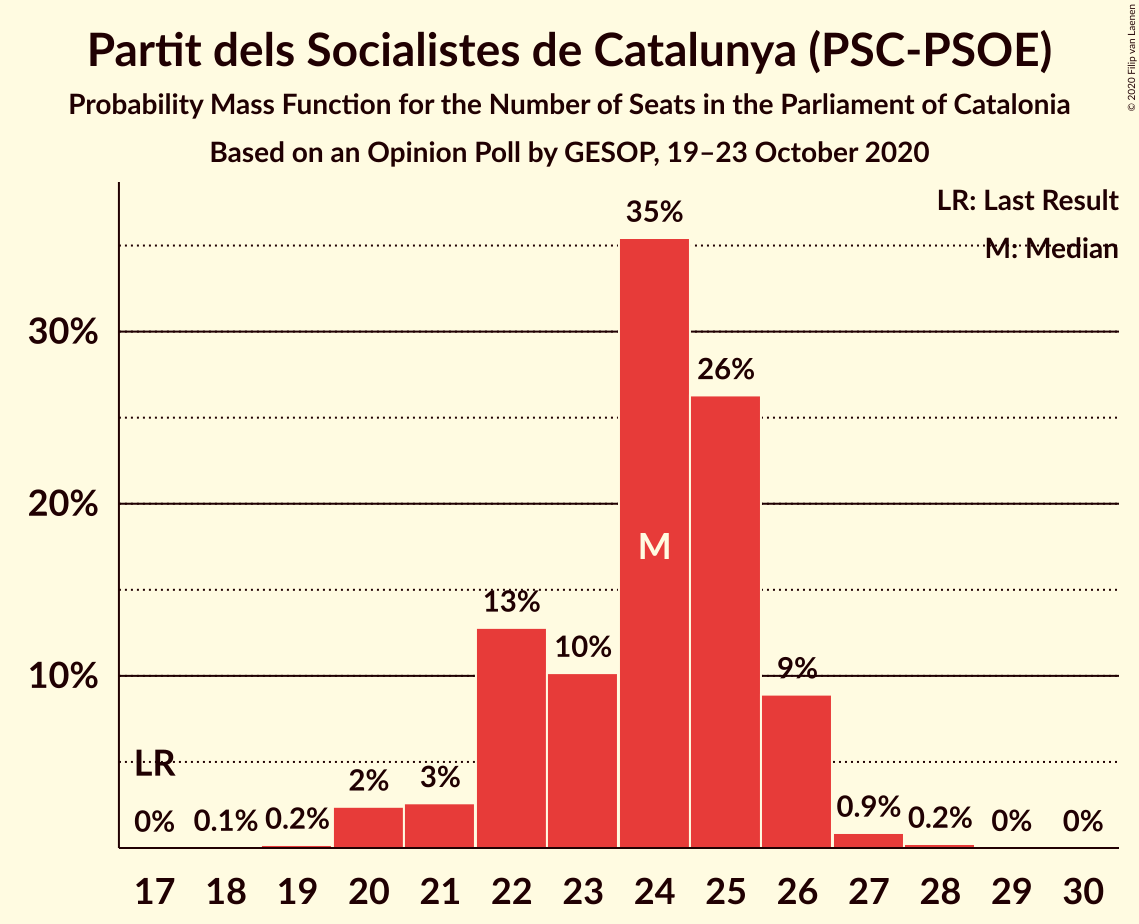 Partit dels Socialistes de Catalunya (PSC-PSOE)
Probability Mass Function for the Number of Seats in the Parliament of Catalonia
Based on an Opinion Poll by GESOP, 19–23 October 2020
© 2020 Filip van Laenen
LR: Last Result
M: Median
35%
30%
26%
20%
M
13%
10%
10%
9%
LR
0%
0.1%
0.2%
2%
3%
0.9%
0.2%
0%
0%
17 18 19 20 21 22 23 24 25 26 27 28 29 30